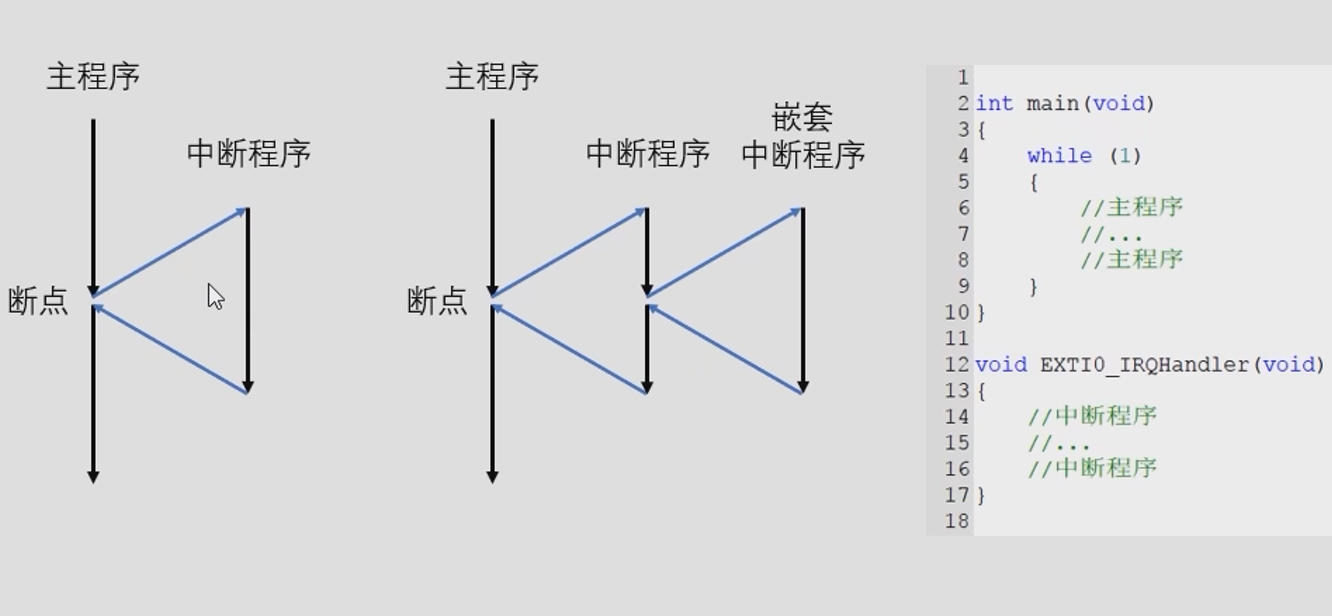 主程序
中断程序
断点
主程序
中断程序
嵌套
中断程序
断点
1
2 int main(void)
3 {
4 while (1)
5 {
6 //主程序
7 //...
8 //主程序
9 }
10 }
11
12 void EXTI0_IRQHandler(void)
13 {
14 //中断程序
15 //...
16 //中断程序
17 }
18